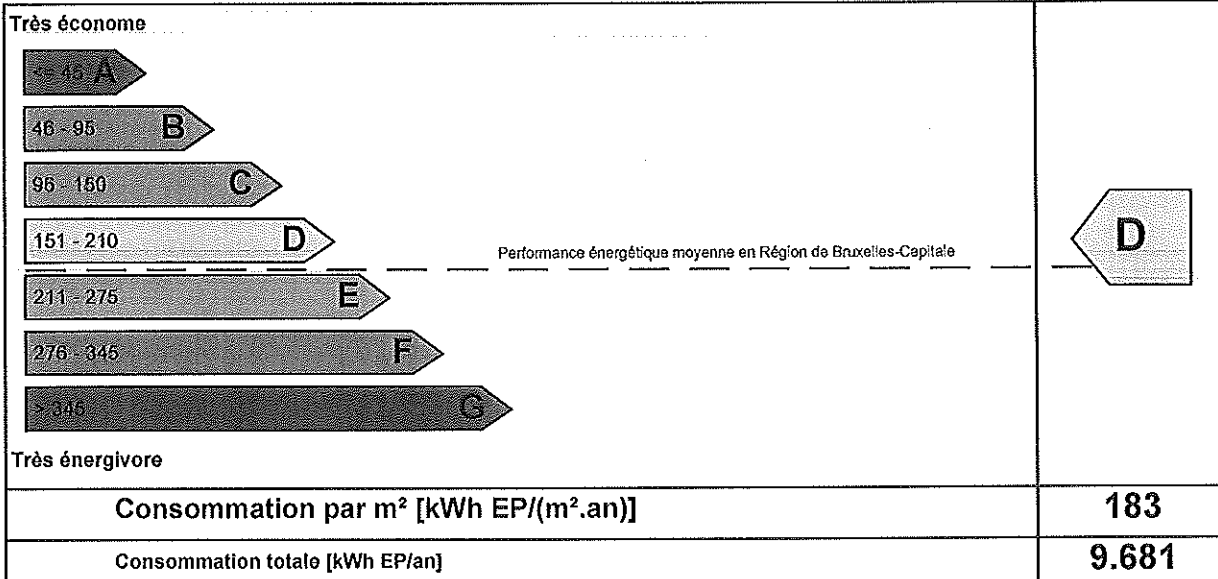 Très économe
<= 45 A
46 - 95 B
96 - 150 C
151 - 210 D
Performance énergétique moyenne en Région de Bruxelles-Capitale
D
211 - 275 E
276 - 345 F
> 345 G
Très énergivore
Consommation par m² [kWh EP/(m².an)] 183
Consommation totale [kWh EP/an] 9.681